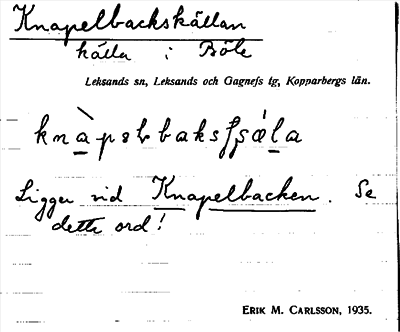 Knapelbackskällan
källa i Böle
Leksands sn, Leksands och Gagnefs tg, Kopparbergs län.
Ligger vid Knapelbacken. Se
detta ord!
ERIK M. CARLSSON, 1935.